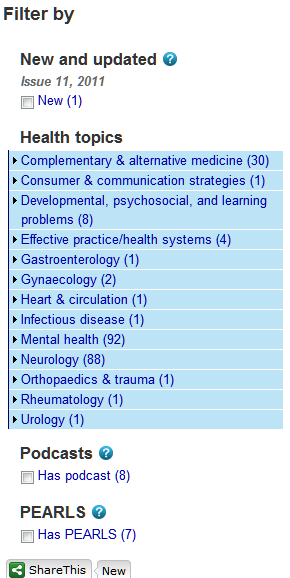 Filter by
New and updated ?
Issue 11, 2011
New (1)
Health topics
Complementary & alternative medicine (30)
Consumer & communication strategies (1)
Developmental, psychosocial, and learning
problems (8)
Effective practice/health systems (4)
Gastroenterology (1)
Gynaecology (2)
Heart & circulation (1)
Infectious disease (1)
Mental health (92)
Neurology (88)
Orthopaedics & trauma (1)
Rheumatology (1)
Urology (1)
Podcasts ?
Has podcast (8)
PEARLS ?
Has PEARLS (7)
ShareThis New